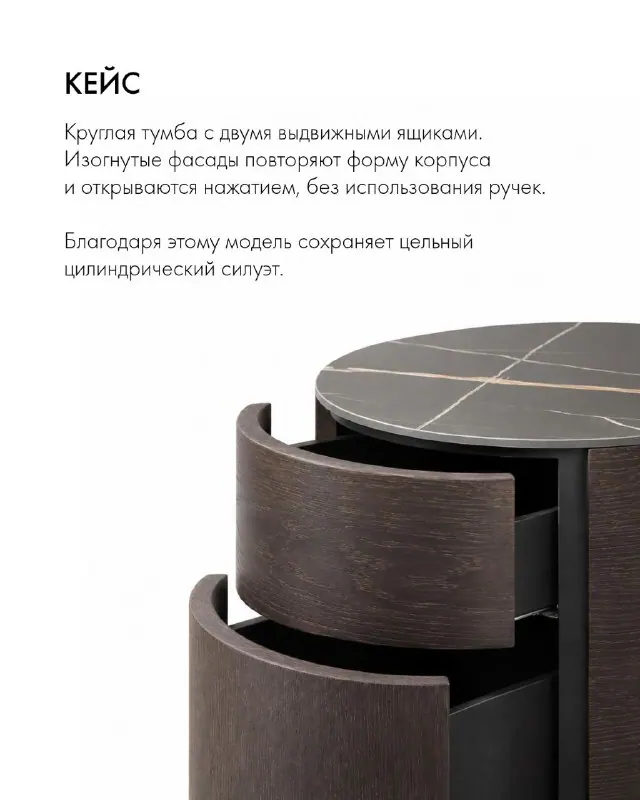 КЕЙС
Круглая тумба с двумя выдвижными ящиками.
Изогнутые фасады повторяют форму корпуса
и открываются нажатием, без использования ручек.
Благодаря этому модель сохраняет цельный
цилиндрический силуэт.